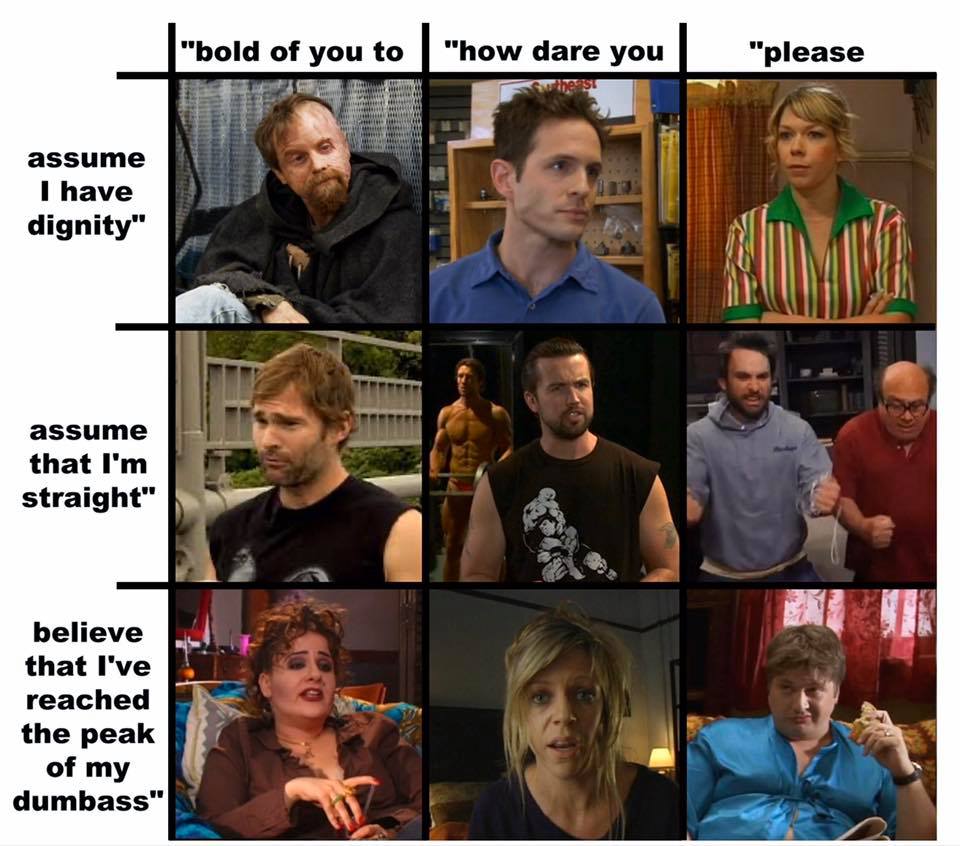 "bold of you to
"how dare you
"please
Southeast
assume
I have
dignity"
assume
that I'm
straight"
believe
that I've
reached
the peak
of my
dumbass"